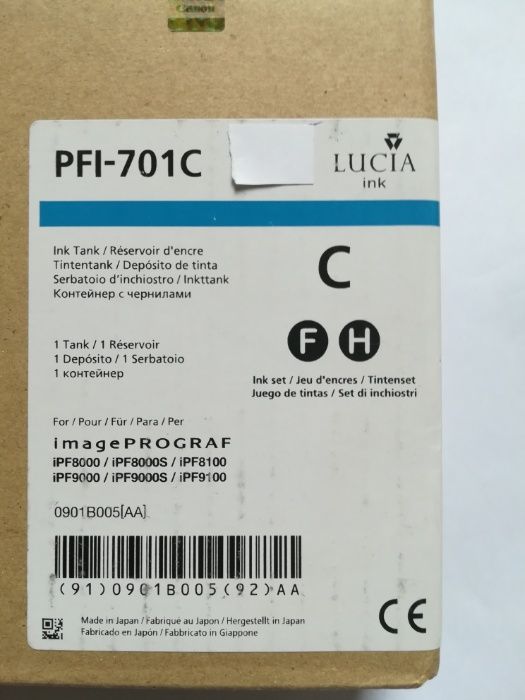 Canon
PFI-701C
LUCIA
ink
Ink Tank / Réservoir d'encre
Tintentank / Depósito de tinta
Serbatoio d'inchiostro / Inkttank
Контейнер с чернилами
C
1 Tank / 1 Réservoir
1 Depósito / 1 Serbatoio
1 контейнер
F H
Ink set / Jeu d'encres / Tintenset
Juego de tintas / Set di inchiostri
For / Pour / Für / Para / Per
imagePROGRAF
iPF8000 / iPF8000S / iPF8100
iPF9000 / iPF9000S / iPF9100
0901B005[AA]
(91)0901B005(92)AA
Made in Japan / Fabriqué au Japon / Hergestellt in Japan
Fabricado en Japón / Fabbricato in Giappone
CE